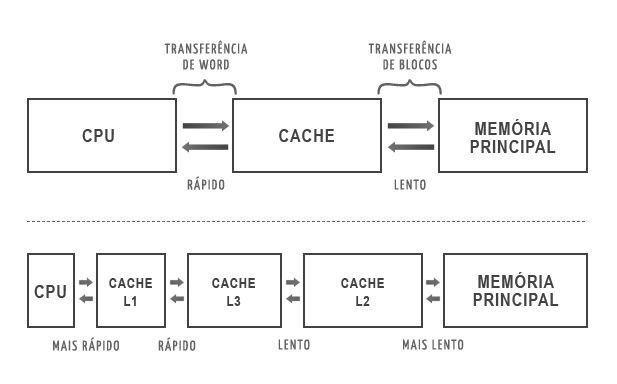 TRANSFERÊNCIA
DE WORD
TRANSFERÊNCIA
DE BLOCOS
CPU
CACHE
MEMÓRIA
PRINCIPAL
RÁPIDO
LENTO
CPU
CACHE
L1
CACHE
L3
CACHE
L2
MEMÓRIA
PRINCIPAL
MAIS RÁPIDO
RÁPIDO
LENTO
MAIS LENTO